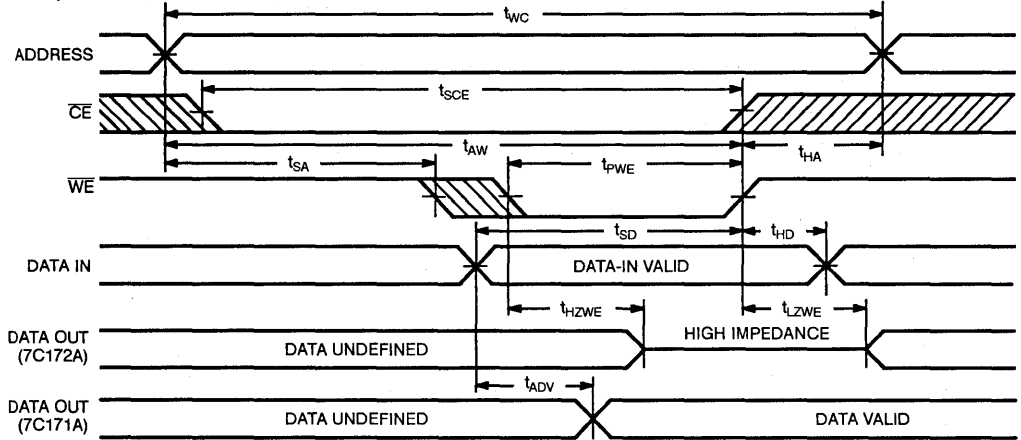 tWC
ADDRESS
tSCE
CE
tAW
tHA
tSA
tPWE
WE
tSD
tHD
DATA IN
DATA-IN VALID
tHZWE
tLZWE
DATA OUT
(7C172A)
DATA UNDEFINED
HIGH IMPEDANCE
tADV
DATA OUT
(7C171A)
DATA UNDEFINED
DATA VALID